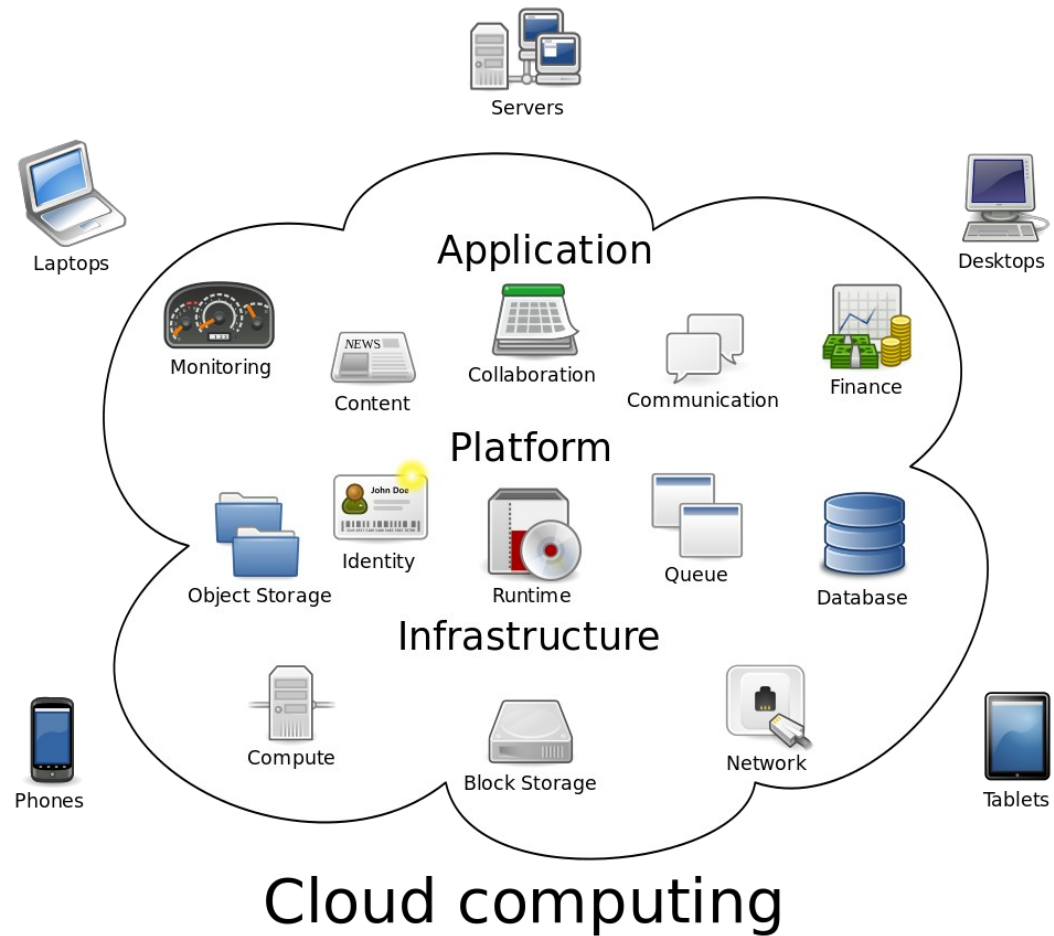 Servers
Laptops
Desktops
Application
Monitoring
NEWS
Content
Collaboration
Communication
Finance
Platform
Object Storage
John Doe
Identity
Runtime
Queue
Database
Infrastructure
Compute
Block Storage
Network
Phones
Tablets
Cloud computing